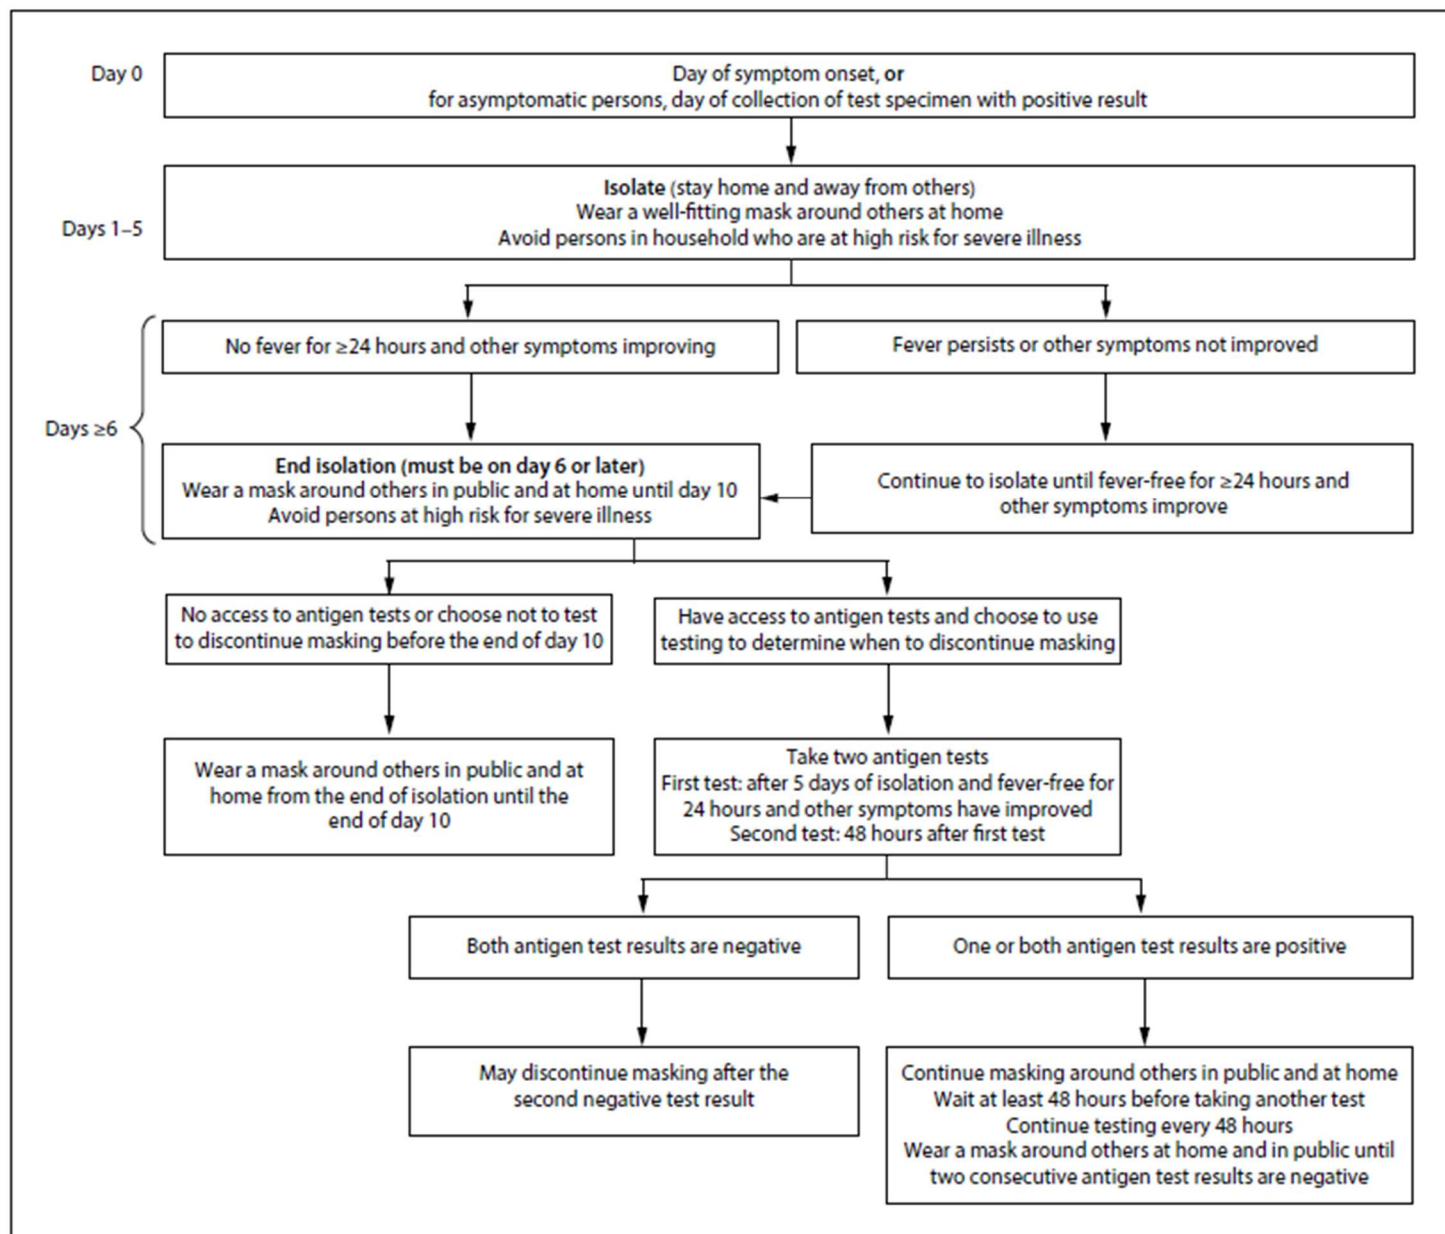 Day 0
Day of symptom onset, or
for asymptomatic persons, day of collection of test specimen with positive result
Days 1–5
Isolate (stay home and away from others)
Wear a well-fitting mask around others at home
Avoid persons in household who are at high risk for severe illness
Days ≥6
No fever for ≥24 hours and other symptoms improving
Fever persists or other symptoms not improved
End isolation (must be on day 6 or later)
Wear a mask around others in public and at home until day 10
Avoid persons at high risk for severe illness
Continue to isolate until fever-free for ≥24 hours and
other symptoms improve
No access to antigen tests or choose not to test
to discontinue masking before the end of day 10
Have access to antigen tests and choose to use
testing to determine when to discontinue masking
Wear a mask around others in public and at
home from the end of isolation until the
end of day 10
Take two antigen tests
First test: after 5 days of isolation and fever-free for
24 hours and other symptoms have improved
Second test: 48 hours after first test
Both antigen test results are negative
One or both antigen test results are positive
May discontinue masking after the
second negative test result
Continue masking around others in public and at home
Wait at least 48 hours before taking another test
Continue testing every 48 hours
Wear a mask around others at home and in public until
two consecutive antigen test results are negative